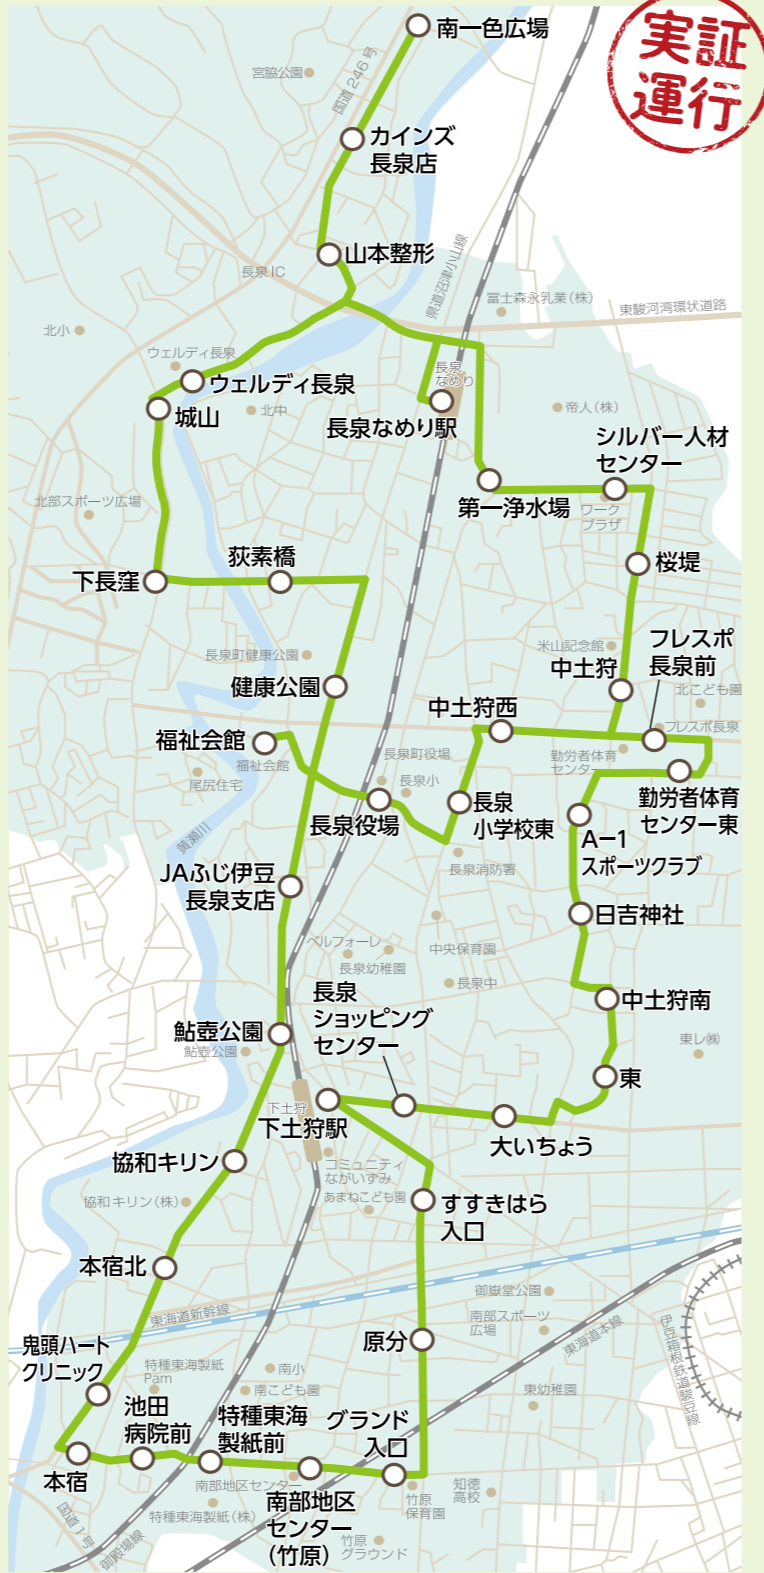 実証
運行
南一色広場
宮脇公園
国道246号
カインズ
長泉店
山本整形
長泉IC
県道沼津小山線
富士森永乳業(株)
東駿河湾環状道路
北小
ウェルディ長泉
ウェルディ長泉
長泉
なめり
城山
北中
長泉なめり駅
帝人(株)
シルバー人材
センター
北部スポーツ広場
第一浄水場
ワーク
プラザ
下長窪
荻素橋
桜堤
長泉町健康公園
米山記念館
フレスポ
長泉前
中土狩
健康公園
北こども園
中土狩西
フレスポ長泉
福祉会館
福祉会館
長泉町役場
勤労者体育
センター
尾尻住宅
長泉小
長泉役場
長泉
小学校東
勤労者体育
センター東
黄瀬川
A-1
スポーツクラブ
長泉消防署
JAふじ伊豆
長泉支店
日吉神社
ベルフォーレ
中央保育園
長泉幼稚園
長泉中
長泉
ショッピング
センター
中土狩南
鮎壺公園
鮎壺公園
東レ㈱
東
下土狩
下土狩駅
大いちょう
協和キリン
コミュニティ
ながいずみ
あまねこども園
協和キリン(株)
すすきはら
入口
本宿北
御嶽堂公園
東海道新幹線
南部スポーツ
広場
原分
東海道本線
伊豆箱根鉄道駿豆線
鬼頭ハート
クリニック
特種東海製紙
Pam
南小
南こども園
東幼稚園
池田
病院前
特種東海
製紙前
グランド
入口
本宿
南部地区センター
南部地区
センター
(竹原)
竹原
保育園
知徳
高校
特種東海製紙(株)
国道1号
御殿場線
竹原
グラウンド